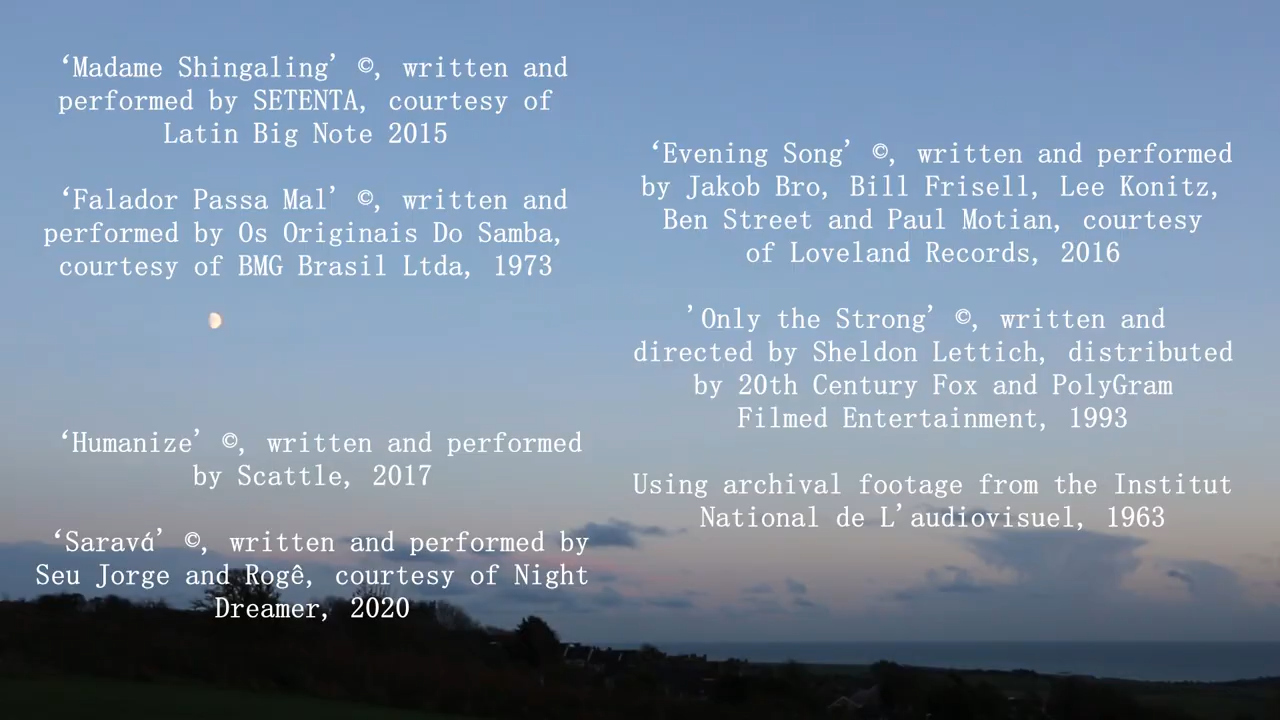 ‘Madame Shingaling’ ©, written and
performed by SETENTA, courtesy of
Latin Big Note 2015
‘Falador Passa Mal’ ©, written and
performed by Os Originais Do Samba,
courtesy of BMG Brasil Ltda, 1973
‘Humanize’ ©, written and performed
by Scattle, 2017
‘Saravá’ ©, written and performed by
Seu Jorge and Rogê, courtesy of Night
Dreamer, 2020
‘Evening Song’ ©, written and performed
by Jakob Bro, Bill Frisell, Lee Konitz,
Ben Street and Paul Motian, courtesy
of Loveland Records, 2016
'Only the Strong’ ©, written and
directed by Sheldon Lettich, distributed
by 20th Century Fox and PolyGram
Filmed Entertainment, 1993
Using archival footage from the Institut
National de L'audiovisuel, 1963